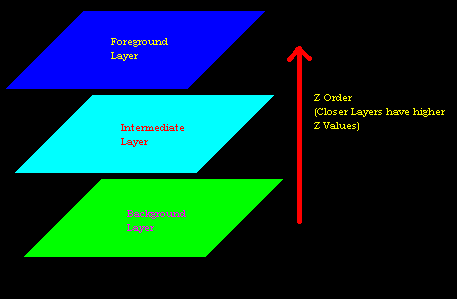 Foreground
Layer
Intermediate
Layer
Background
Layer
Z Order
(Closer Layers have higher
Z Values)